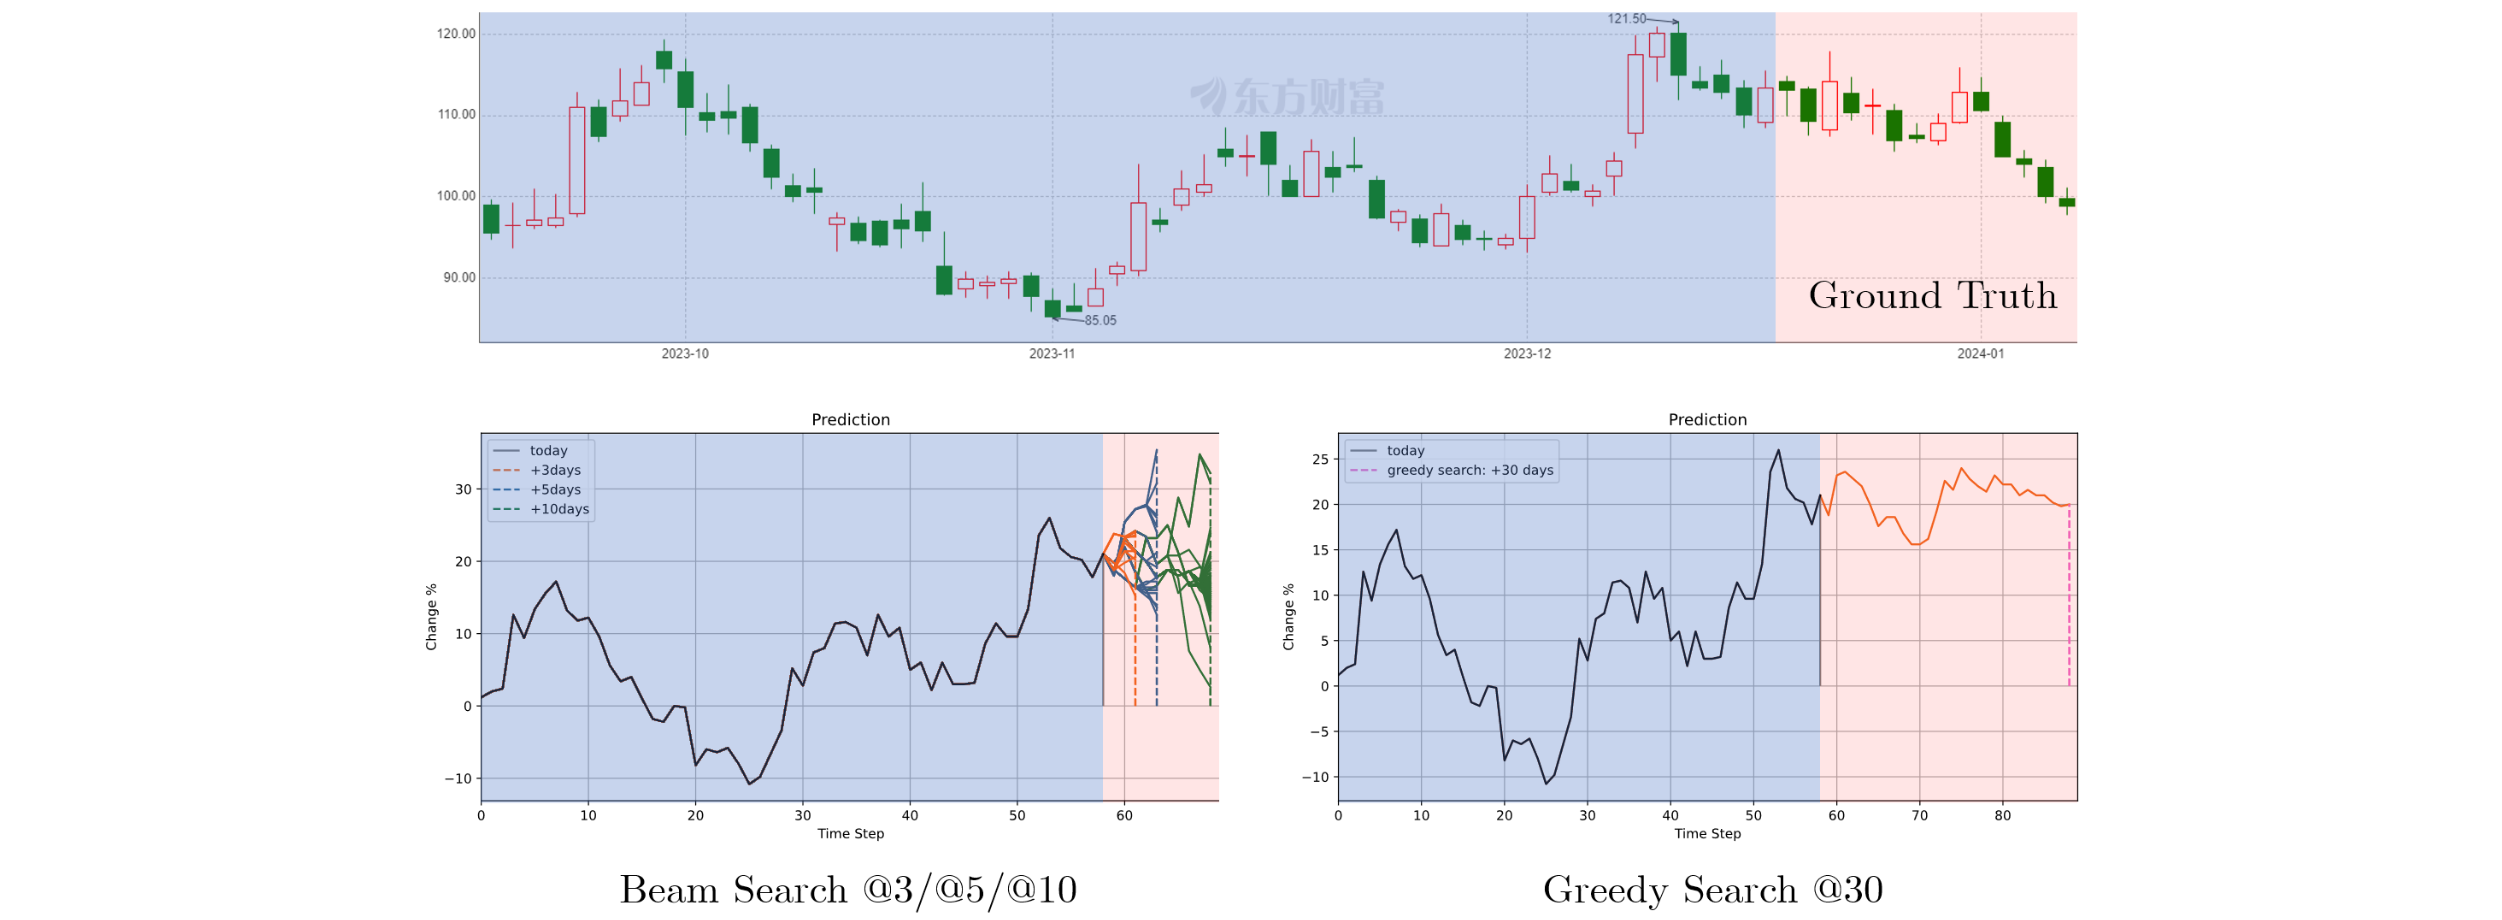 121.50
120.00
东方财富
110.00
100.00
90.00
Ground Truth
85.05
2023-10 2023-11 2023-12 2024-01
Prediction
today
+3days
+5days
+10days
30
20
10
0
−10
Change %
0 10 20 30 40 50 60
Time Step
Beam Search @3/@5/@10
Prediction
today
greedy search: +30 days
25
20
15
10
5
0
−5
−10
Change %
0 10 20 30 40 50 60 70 80
Time Step
Greedy Search @30